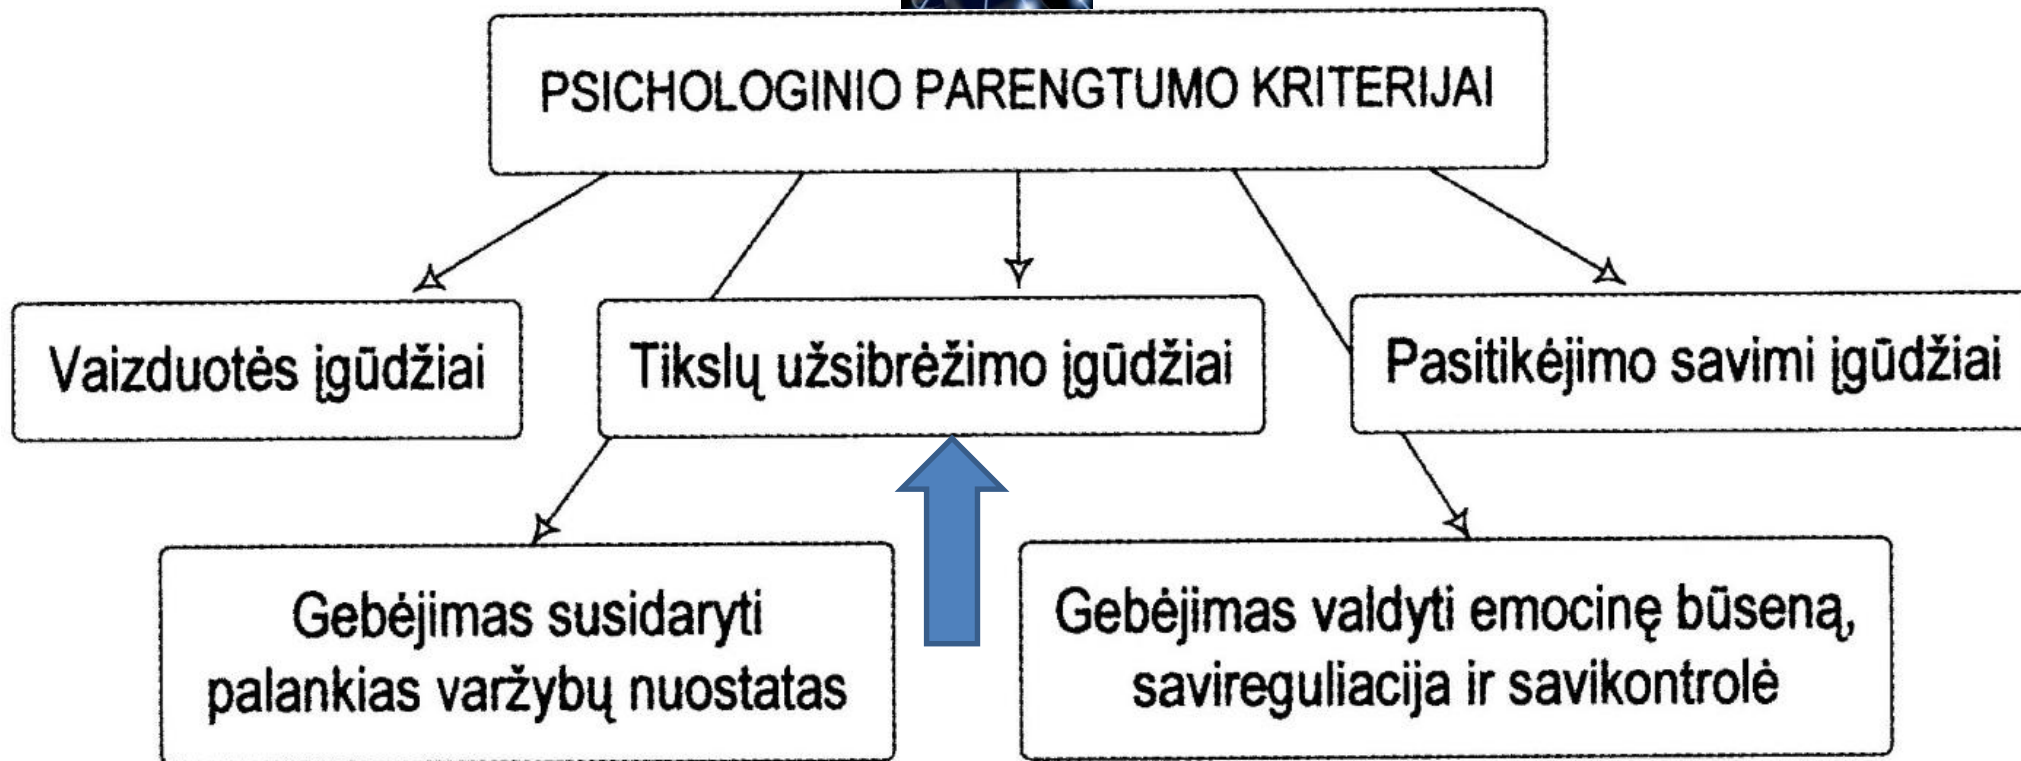 PSICHOLOGINIO PARENGTUMO KRITERIJAI
Vaizduotės įgūdžiai
Tikslų užsibrėžimo įgūdžiai
Pasitikėjimo savimi įgūdžiai
Gebėjimas susidaryti
palankias varžybų nuostatas
Gebėjimas valdyti emocinę būseną,
savireguliacija ir savikontrolė